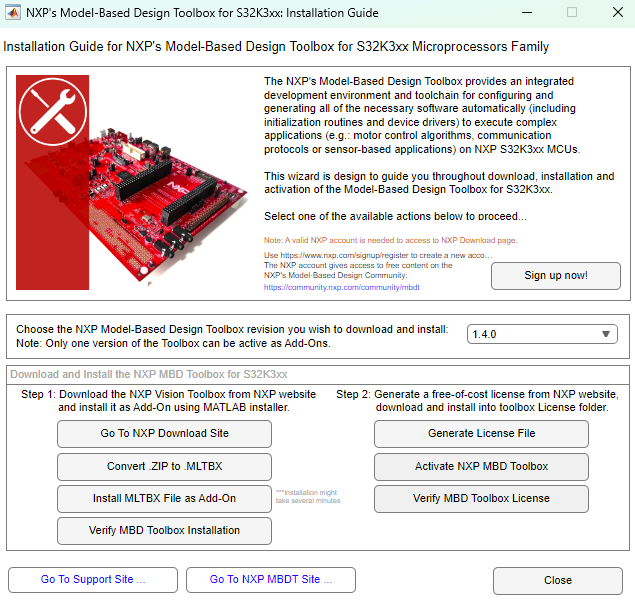 NXP's Model-Based Design Toolbox for S32K3xx: Installation Guide
Installation Guide for NXP's Model-Based Design Toolbox for S32K3xx Microprocessors Family
The NXP's Model-Based Design Toolbox provides an integrated
development environment and toolchain for configuring and
generating all of the necessary software automatically (including
initialization routines and device drivers) to execute complex
applications (e.g.: motor control algorithms, communication
protocols or sensor-based applications) on NXP S32K3xx MCUs.
This wizard is design to guide you throughout download, installation and
activation of the Model-Based Design Toolbox for S32K3xx.
Select one of the available actions below to proceed...
Note: A valid NXP account is needed to access to NXP Download page.
Use https://www.nxp.com/signup/register to create a new acco...
The NXP account gives access to free content on the
NXP's Model-Based Design Community:
https://community.nxp.com/community/mbdt
Sign up now!
NXP
Choose the NXP Model-Based Design Toolbox revision you wish to download and install:
Note: Only one version of the Toolbox can be active as Add-Ons.
1.4.0
Download and Install the NXP MBD Toolbox for S32K3xx
Step 1: Download the NXP Vision Toolbox from NXP website
and install it as Add-On using MATLAB installer.
Go To NXP Download Site
Convert .ZIP to .MLTBX
Install MLTBX File as Add-On
***Installation might
take several minutes
Verify MBD Toolbox Installation
Step 2: Generate a free-of-cost license from NXP website,
download and install into toolbox License folder.
Generate License File
Activate NXP MBD Toolbox
Verify MBD Toolbox License
Go To Support Site ...
Go To NXP MBDT Site ...
Close